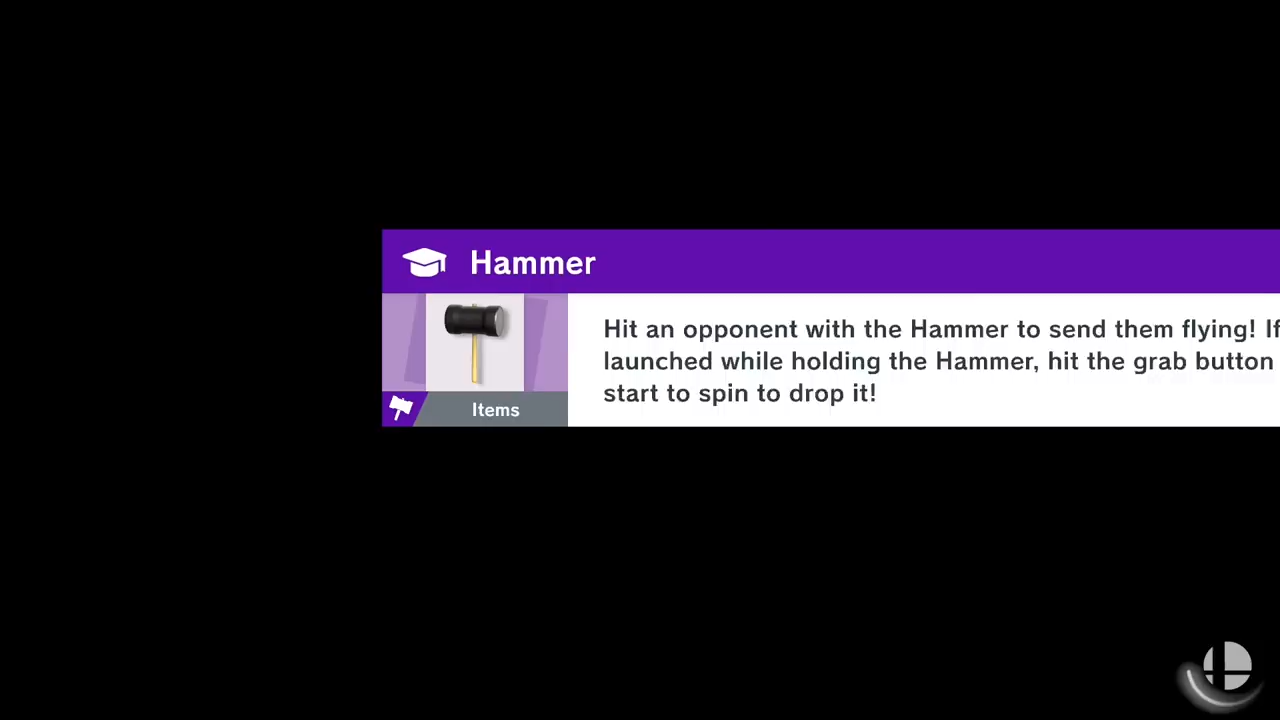 Hammer
Hit an opponent with the Hammer to send them flying! If
launched while holding the Hammer, hit the grab button
start to spin to drop it!
Items